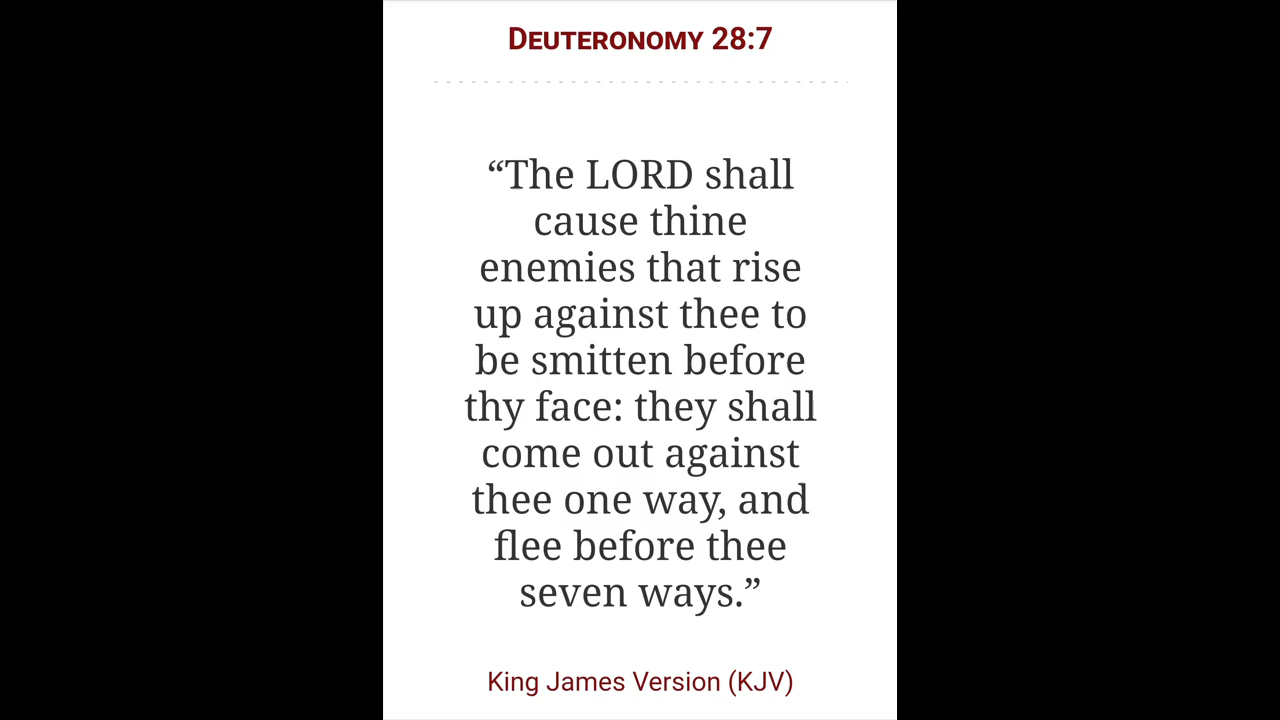 DEUTERONOMY 28:7
“The LORD shall
cause thine
enemies that rise
up against thee to
be smitten before
thy face: they shall
come out against
thee one way, and
flee before thee
seven ways.”
King James Version (KJV)